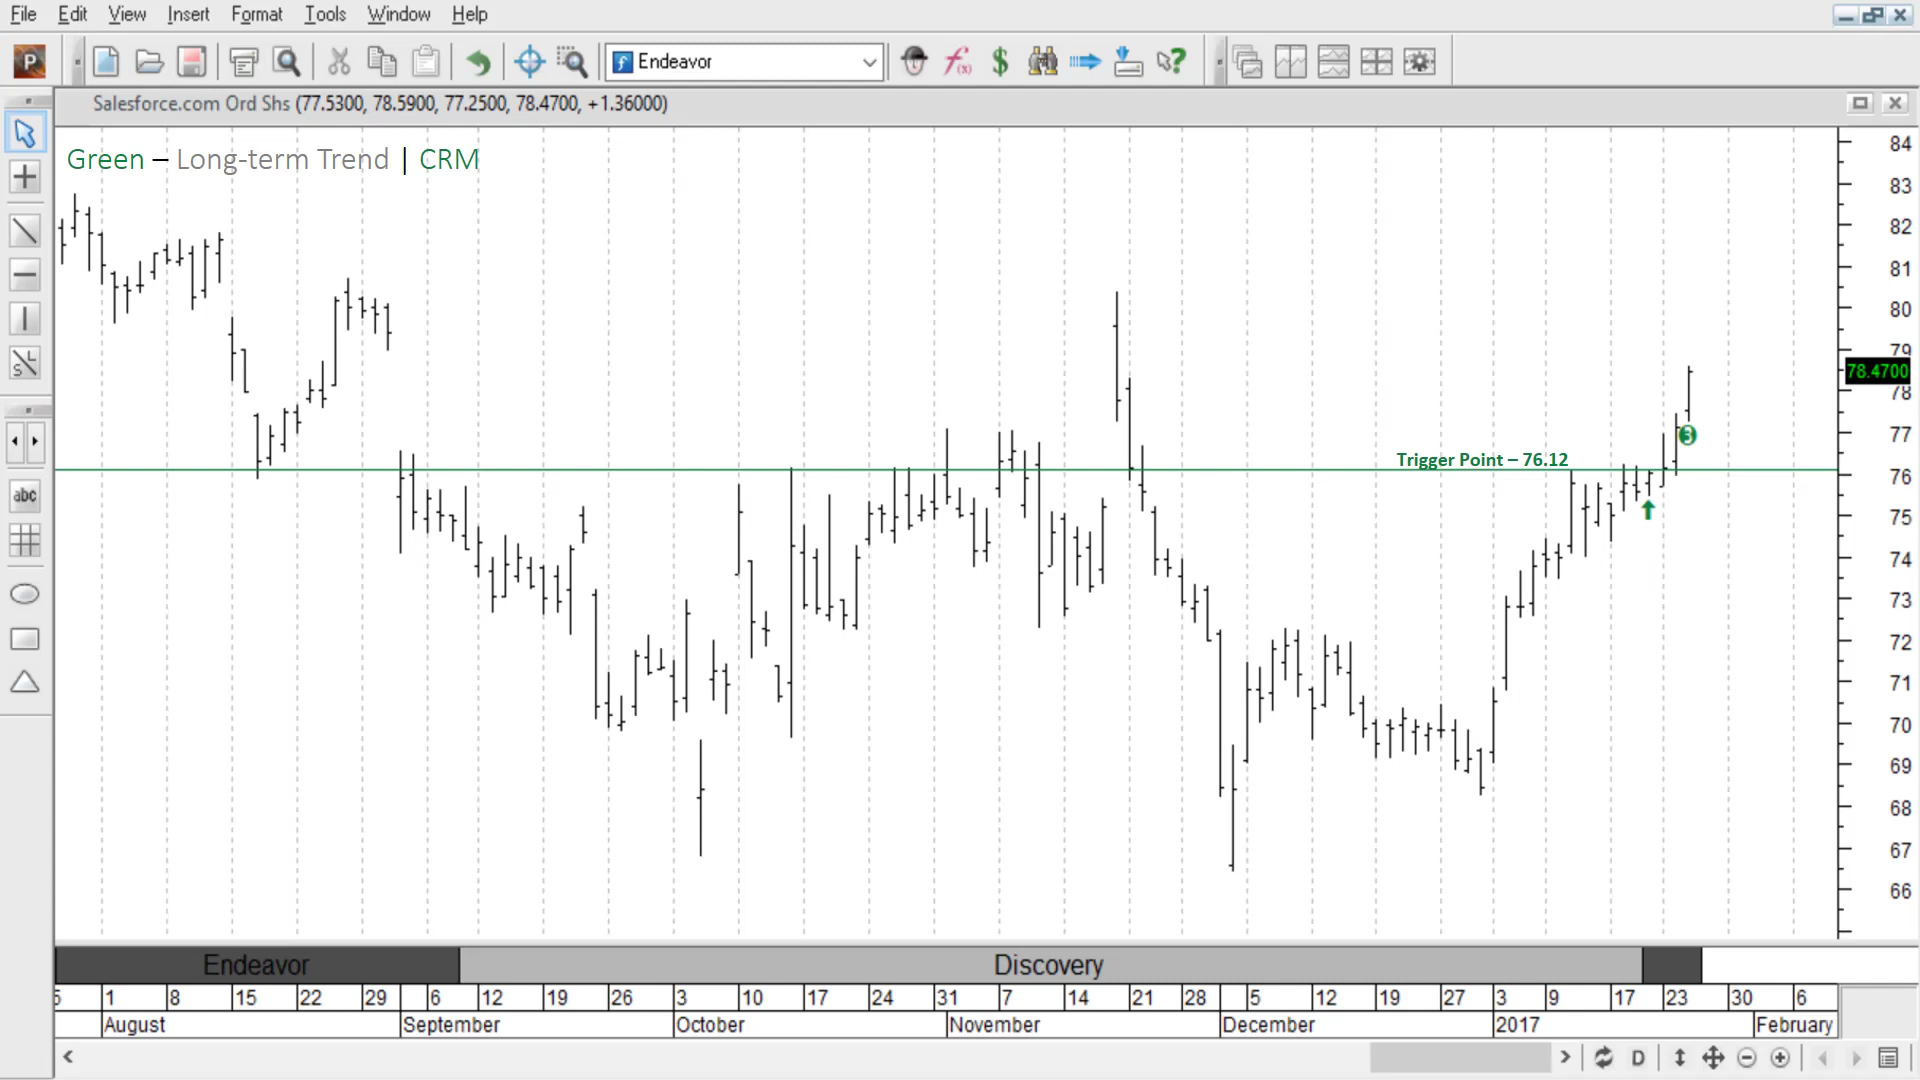 File Edit View Insert Format Tools Window Help
P Endeavor f(x) $ ?
Salesforce.com Ord Shs (77.5300, 78.5900, 77.2500, 78.4700, +1.36000)
Green – Long-term Trend | CRM
84
83
82
81
80
79
78.4700
78
77
3
Trigger Point – 76.12
76
75
74
73
72
71
70
69
68
67
66
abc
Endeavor Discovery
5 1 8 15 22 29 6 12 19 26 3 10 17 24 31 7 14 21 28 5 12 19 27 3 9 17 23 30 6
August September October November December 2017 February
D